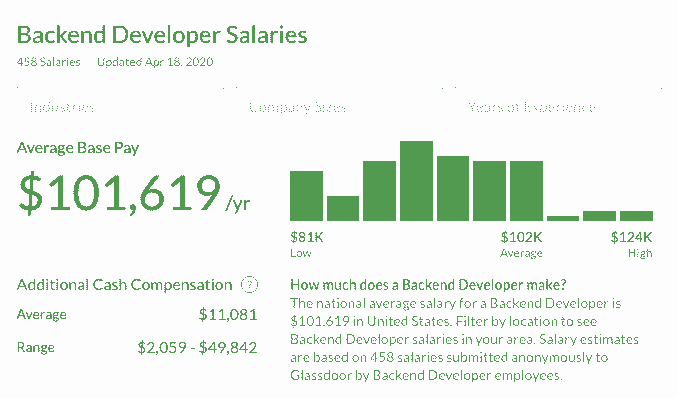 Backend Developer Salaries
458 Salaries Updated Apr 18, 2020
Industries Company Sizes Years of Experience
Average Base Pay
$101,619 /yr
$81K $102K $124K
Low Average High
Additional Cash Compensation ?
Average $11,081
Range $2,059 - $49,842
How much does a Backend Developer make?
The national average salary for a Backend Developer is
$101,619 in United States. Filter by location to see
Backend Developer salaries in your area. Salary estimates
are based on 458 salaries submitted anonymously to
Glassdoor by Backend Developer employees.